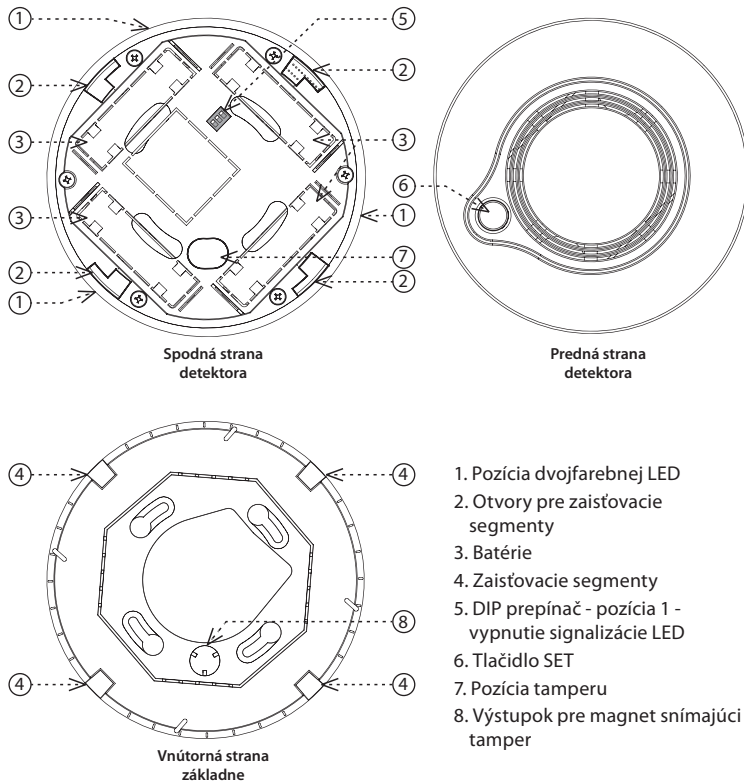 1
5
2
2
3
3
6
3
1
7
2
2
1
Spodná strana
detektora
Predná strana
detektora
4
4
8
4
4
Vnútorná strana
základne
1. Pozícia dvojfarebnej LED
2. Otvory pre zaisťovacie
segmenty
3. Batérie
4. Zaisťovacie segmenty
5. DIP prepínač - pozícia 1 -
vypnutie signalizácie LED
6. Tlačidlo SET
7. Pozícia tamperu
8. Výstupok pre magnet snímajúci
tamper